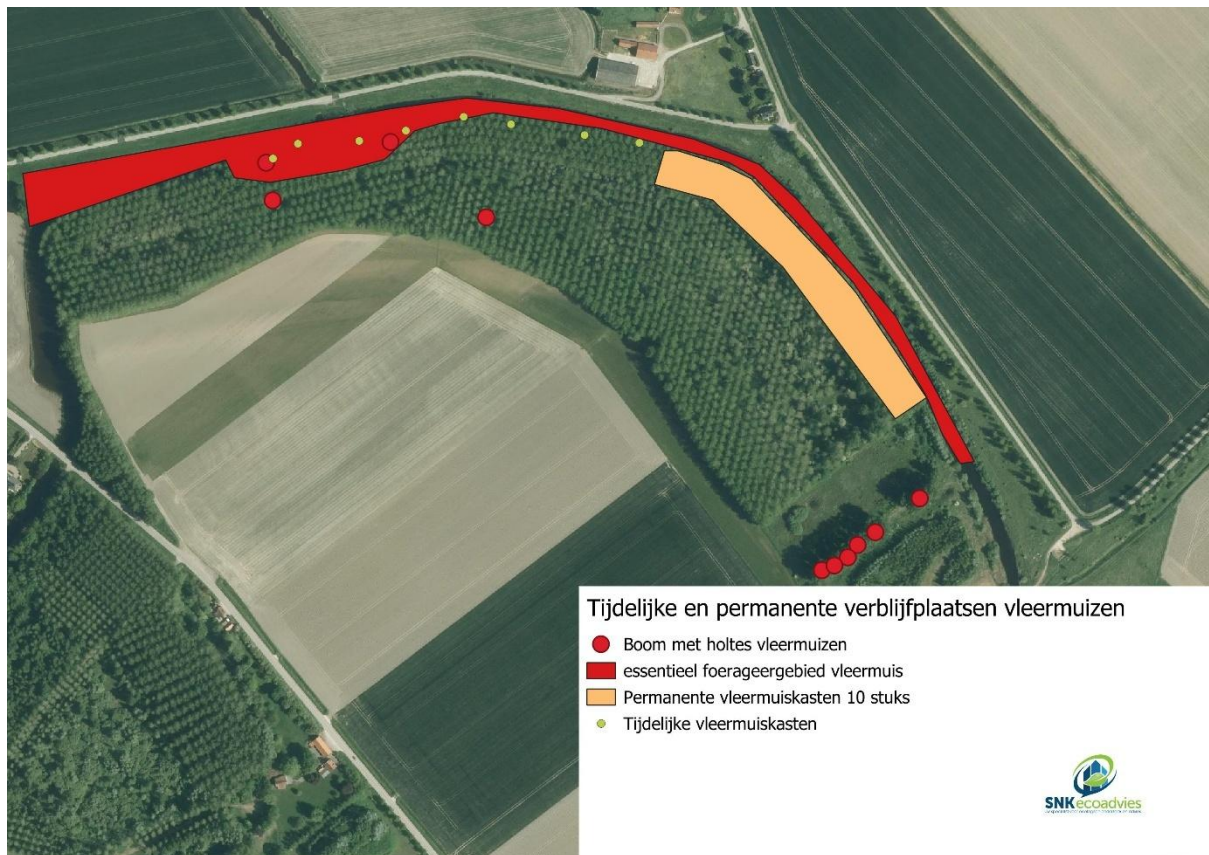 Tijdelijke en permanente verblijfplaatsen vleermuizen
Boom met holtes vleermuizen
essentieel foerageergebied vleermuis
Permanente vleermuiskasten 10 stuks
Tijdelijke vleermuiskasten
SNKecoadvies